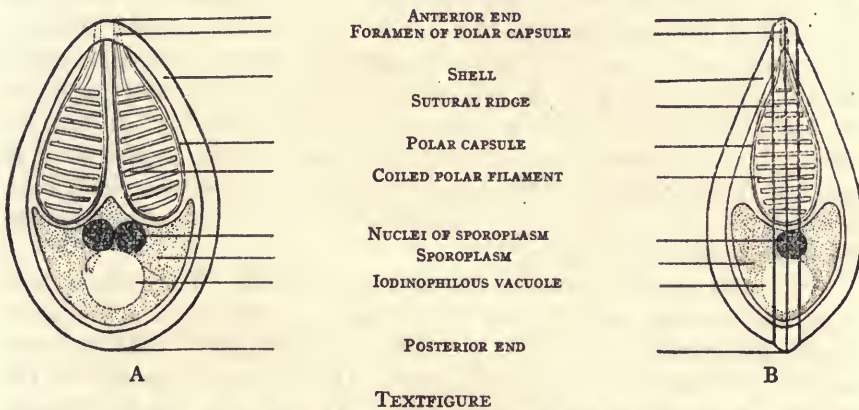 ANTERIOR END
FORAMEN OF POLAR CAPSULE
SHELL
SUTURAL RIDGE
POLAR CAPSULE
COILED POLAR FILAMENT
NUCLEI OF SPOROPLASM
SPOROPLASM
IODINOPHILOUS VACUOLE
POSTERIOR END
A
B
TEXTFIGURE